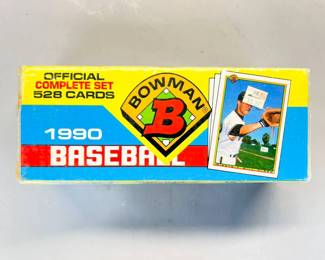 OFFICIAL
COMPLETE SET
528 CARDS
BOWMAN
B
1990
BASEBALL